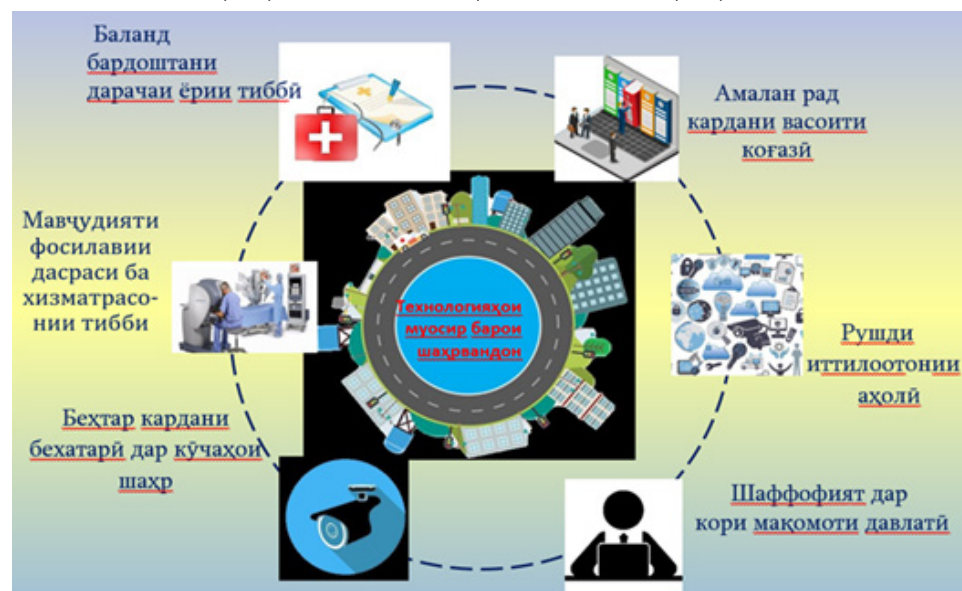 Баланд
бардоштани
дараҷаи ёрии тиббӣ
Амалан рад
кардани васоити
коғазӣ
Мавҷудияти
фосилавии
дасраси ба
хизматрасо-
нии тибби
Технологияҳои
муосир барои
шаҳрвандон
Рушди
иттилоотонии
аҳолӣ
Беҳтар кардани
бехатарӣ дар кӯчаҳои
шаҳр
Шаффофият дар
кори мақомоти давлатӣ